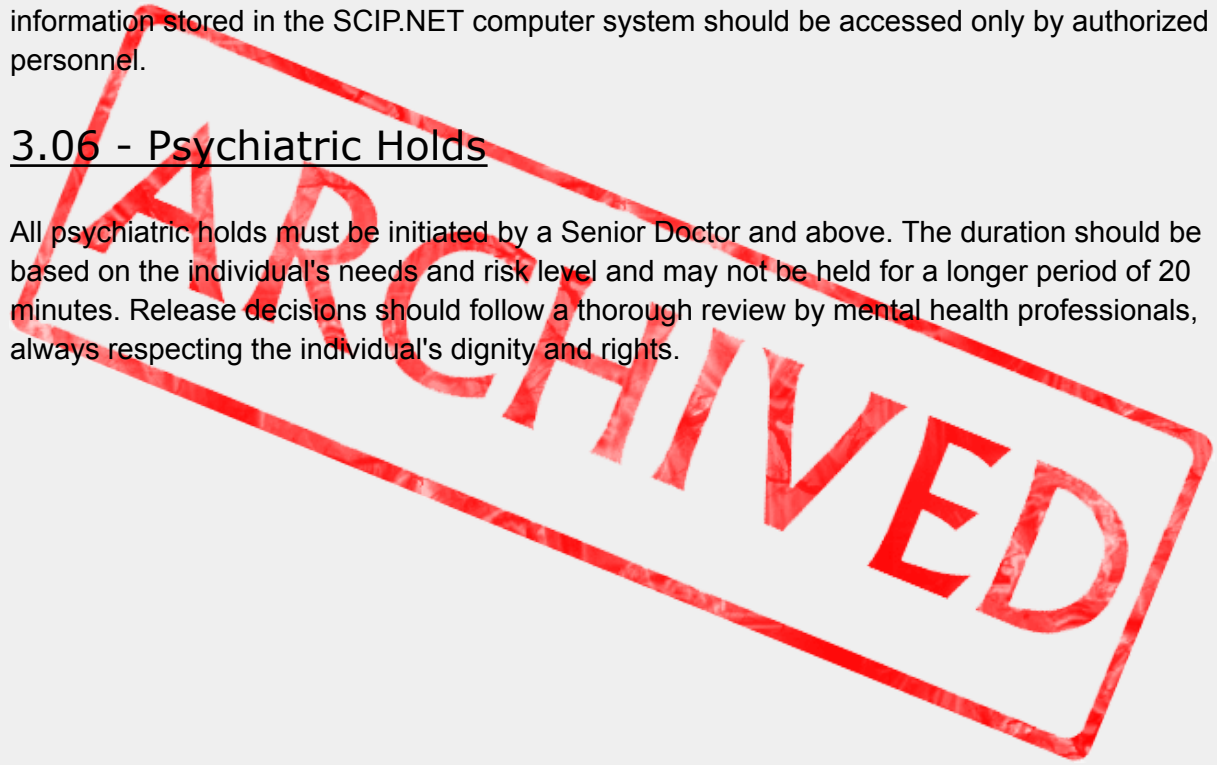 information stored in the SCIP.NET computer system should be accessed only by authorized
personnel.
3.06 - Psychiatric Holds
All psychiatric holds must be initiated by a Senior Doctor and above. The duration should be
based on the individual's needs and risk level and may not be held for a longer period of 20
minutes. Release decisions should follow a thorough review by mental health professionals,
always respecting the individual's dignity and rights.
ARCHIVED